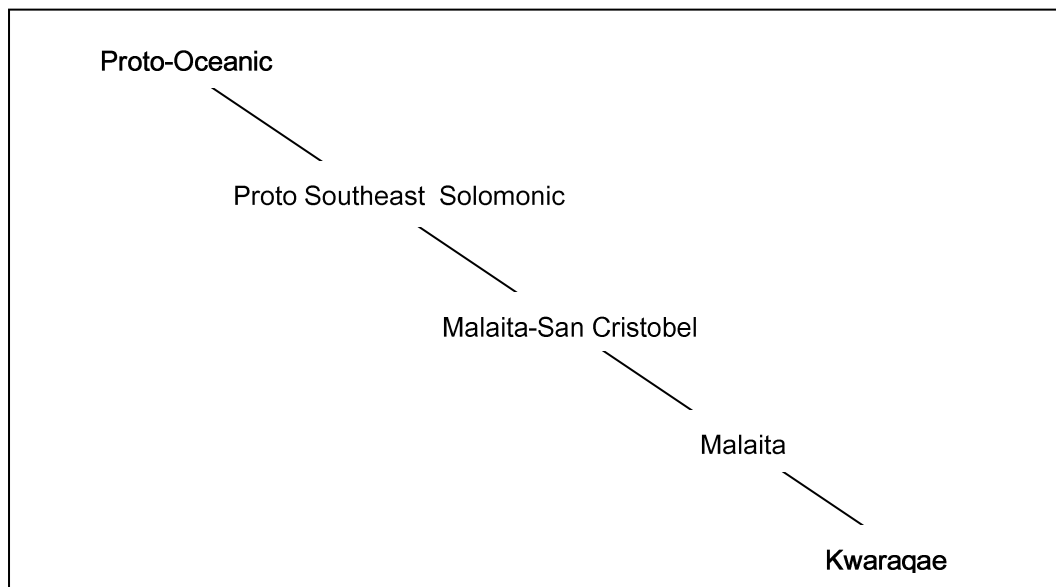 Proto-Oceanic
Proto Southeast Solomonic
Malaita-San Cristobel
Malaita
Kwaraqae